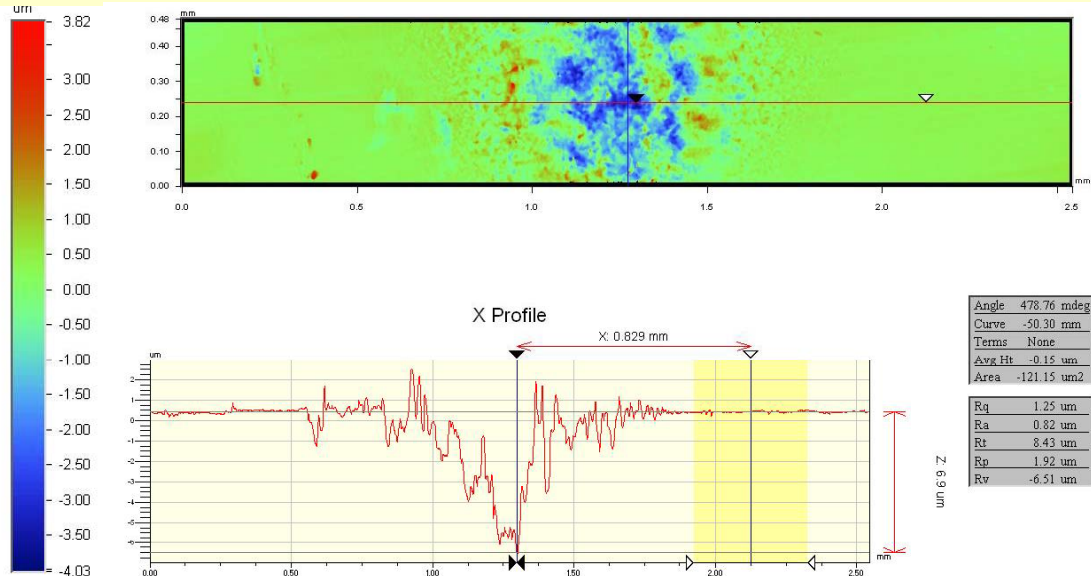 um
3.82
3.00
2.00
1.50
1.00
0.50
0.00
-0.50
-1.00
-1.50
-2.00
-2.50
-3.00
-3.50
-4.03
mm
0.48
0.40
0.30
0.20
0.10
0.00
mm
0.0 0.5 1.0 1.5 2.0 2.5
X Profile
X: 0.829 mm
um
2
1
0
-1
-2
-3
-4
-5
-6
mm
0.00 0.50 1.00 1.50 2.00 2.50
Z: 6.9 um
Angle 478.76 mdeg
Curve -50.30 mm
Terms None
Avg Ht -0.15 um
Area -121.15 um2
Rq 1.25 um
Ra 0.82 um
Rt 8.43 um
Rp 1.92 um
Rv -6.51 um